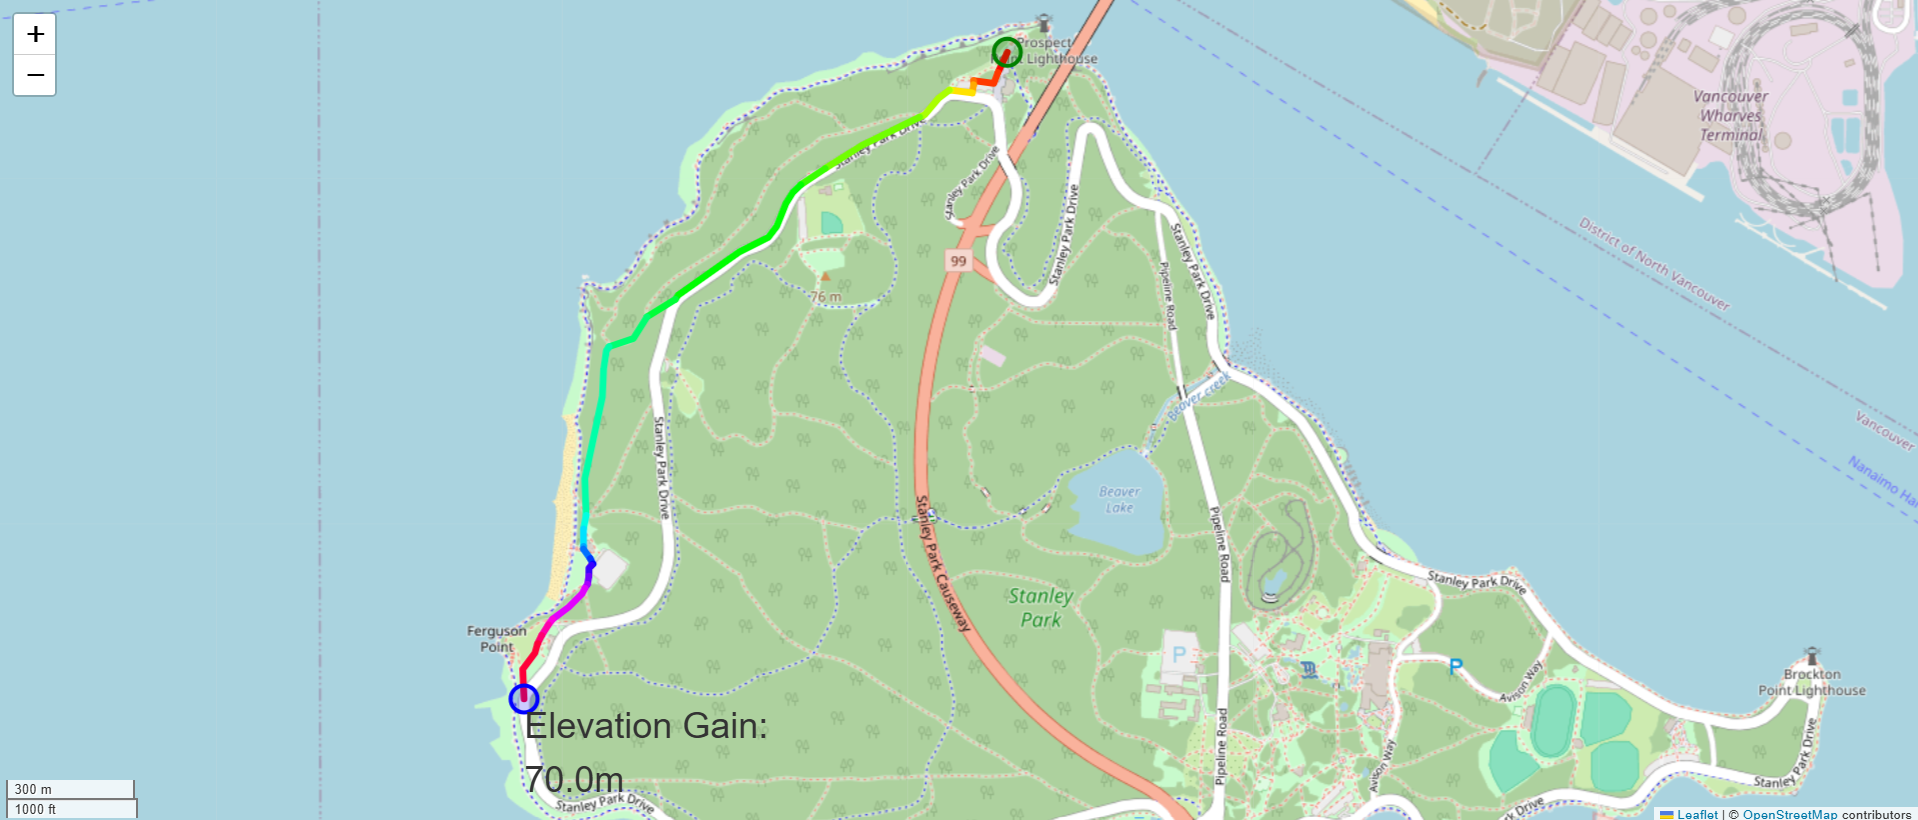 +
−
Prospect
Point Lighthouse
Vancouver
Wharves
Terminal
Stanley Park Drive
Stanley Park Drive
Stanley Park Drive
Stanley Park Drive
Pipeline Road
District of North Vancouver
99
76 m
Beaver creek
Vancouver
Nanaimo
Stanley Park Drive
Beaver
Lake
Stanley Park Causeway
Pipeline Road
Stanley
Park
Stanley Park Drive
Ferguson
Point
P
P
Avison Way
Brockton
Point Lighthouse
Elevation Gain:
70.0m
Pipeline Road
Avison Way
Stanley Park Drive
Stanley Park Drive
Drive
300 m
1000 ft
Leaflet | © OpenStreetMap contributors